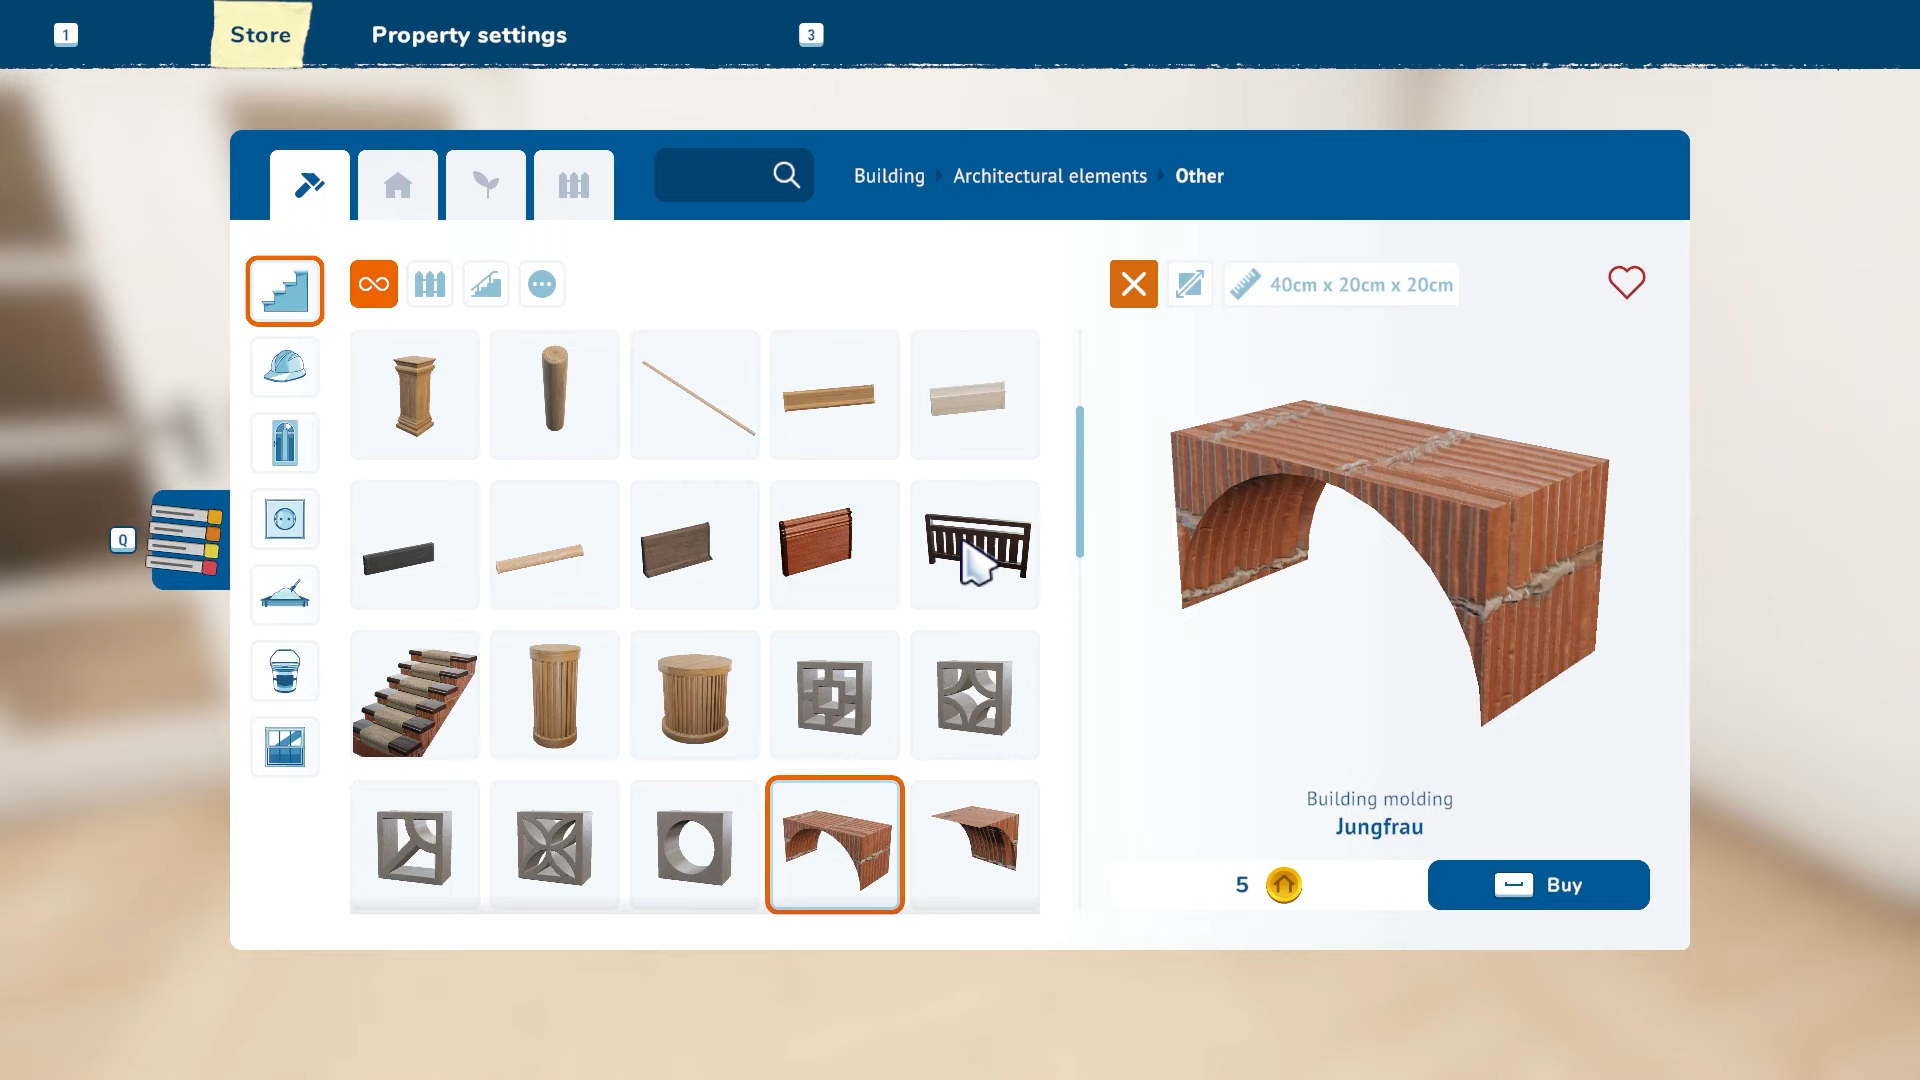 1
Store
Property settings
3
Building
Architectural elements
Other
40cm x 20cm x 20cm
Q
Building molding
Jungfrau
5
Buy